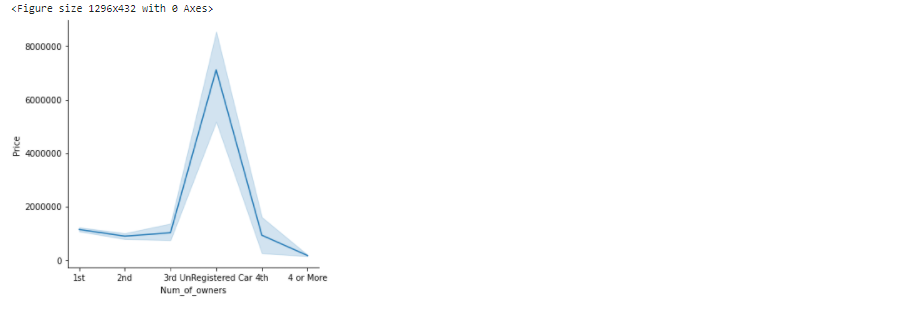 <Figure size 1296x432 with 0 Axes>
8000000
6000000
4000000
2000000
0
Price
1st 2nd 3rd UnRegistered Car 4th 4 or More
Num_of_owners